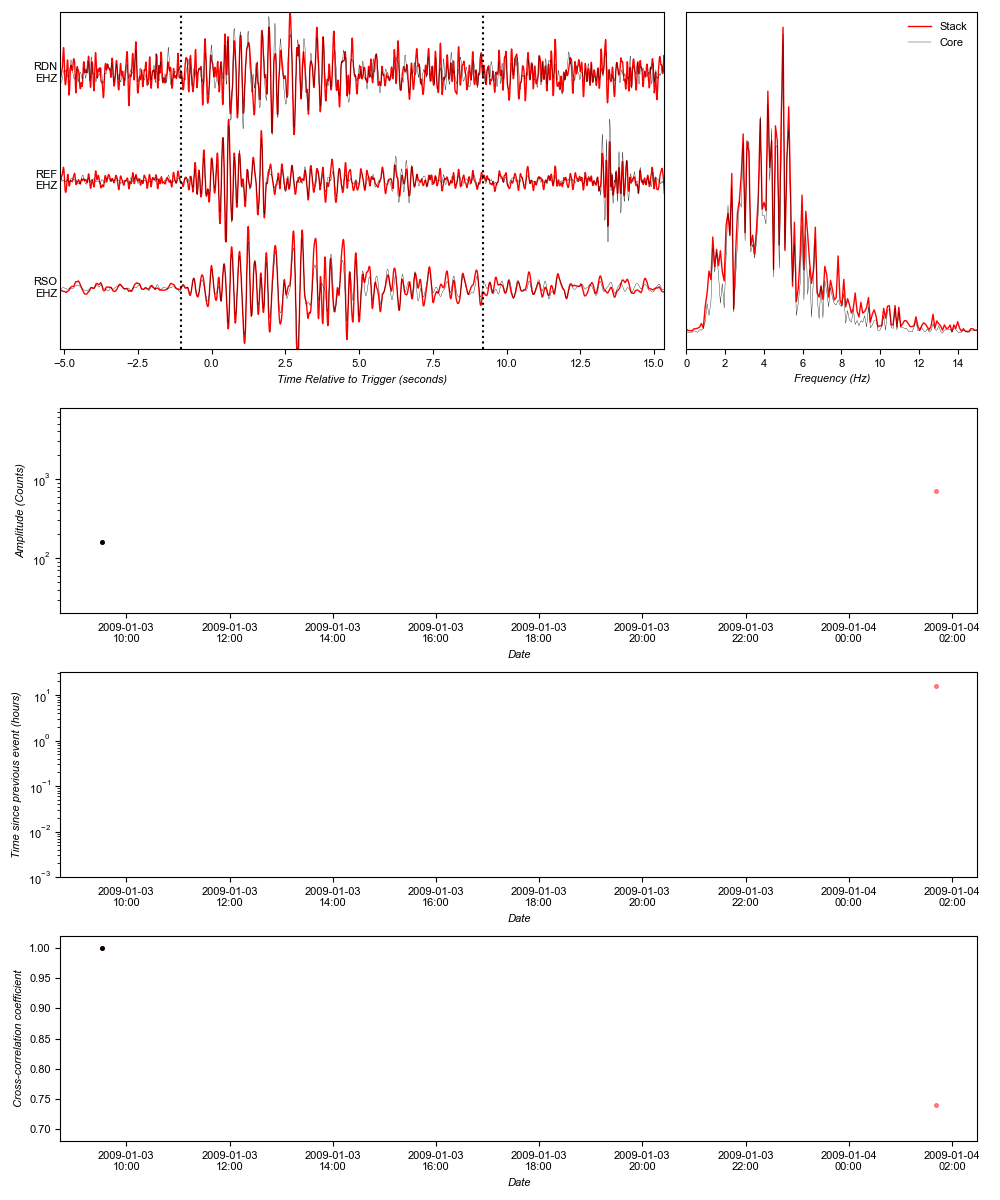 RDN
EHZ
REF
EHZ
RSO
EHZ
−5.0 −2.5 0.0 2.5 5.0 7.5 10.0 12.5 15.0
Time Relative to Trigger (seconds)
Stack
Core
0 2 4 6 8 10 12 14
Frequency (Hz)
Amplitude (Counts)
10³
10²
2009-01-03 2009-01-03 2009-01-03 2009-01-03 2009-01-03 2009-01-03 2009-01-03 2009-01-04 2009-01-04
10:00 12:00 14:00 16:00 18:00 20:00 22:00 00:00 02:00
Date
Time since previous event (hours)
10¹
10⁰
10⁻¹
10⁻²
10⁻³
2009-01-03 2009-01-03 2009-01-03 2009-01-03 2009-01-03 2009-01-03 2009-01-03 2009-01-04 2009-01-04
10:00 12:00 14:00 16:00 18:00 20:00 22:00 00:00 02:00
Date
Cross-correlation coefficient
1.00
0.95
0.90
0.85
0.80
0.75
0.70
2009-01-03 2009-01-03 2009-01-03 2009-01-03 2009-01-03 2009-01-03 2009-01-03 2009-01-04 2009-01-04
10:00 12:00 14:00 16:00 18:00 20:00 22:00 00:00 02:00
Date